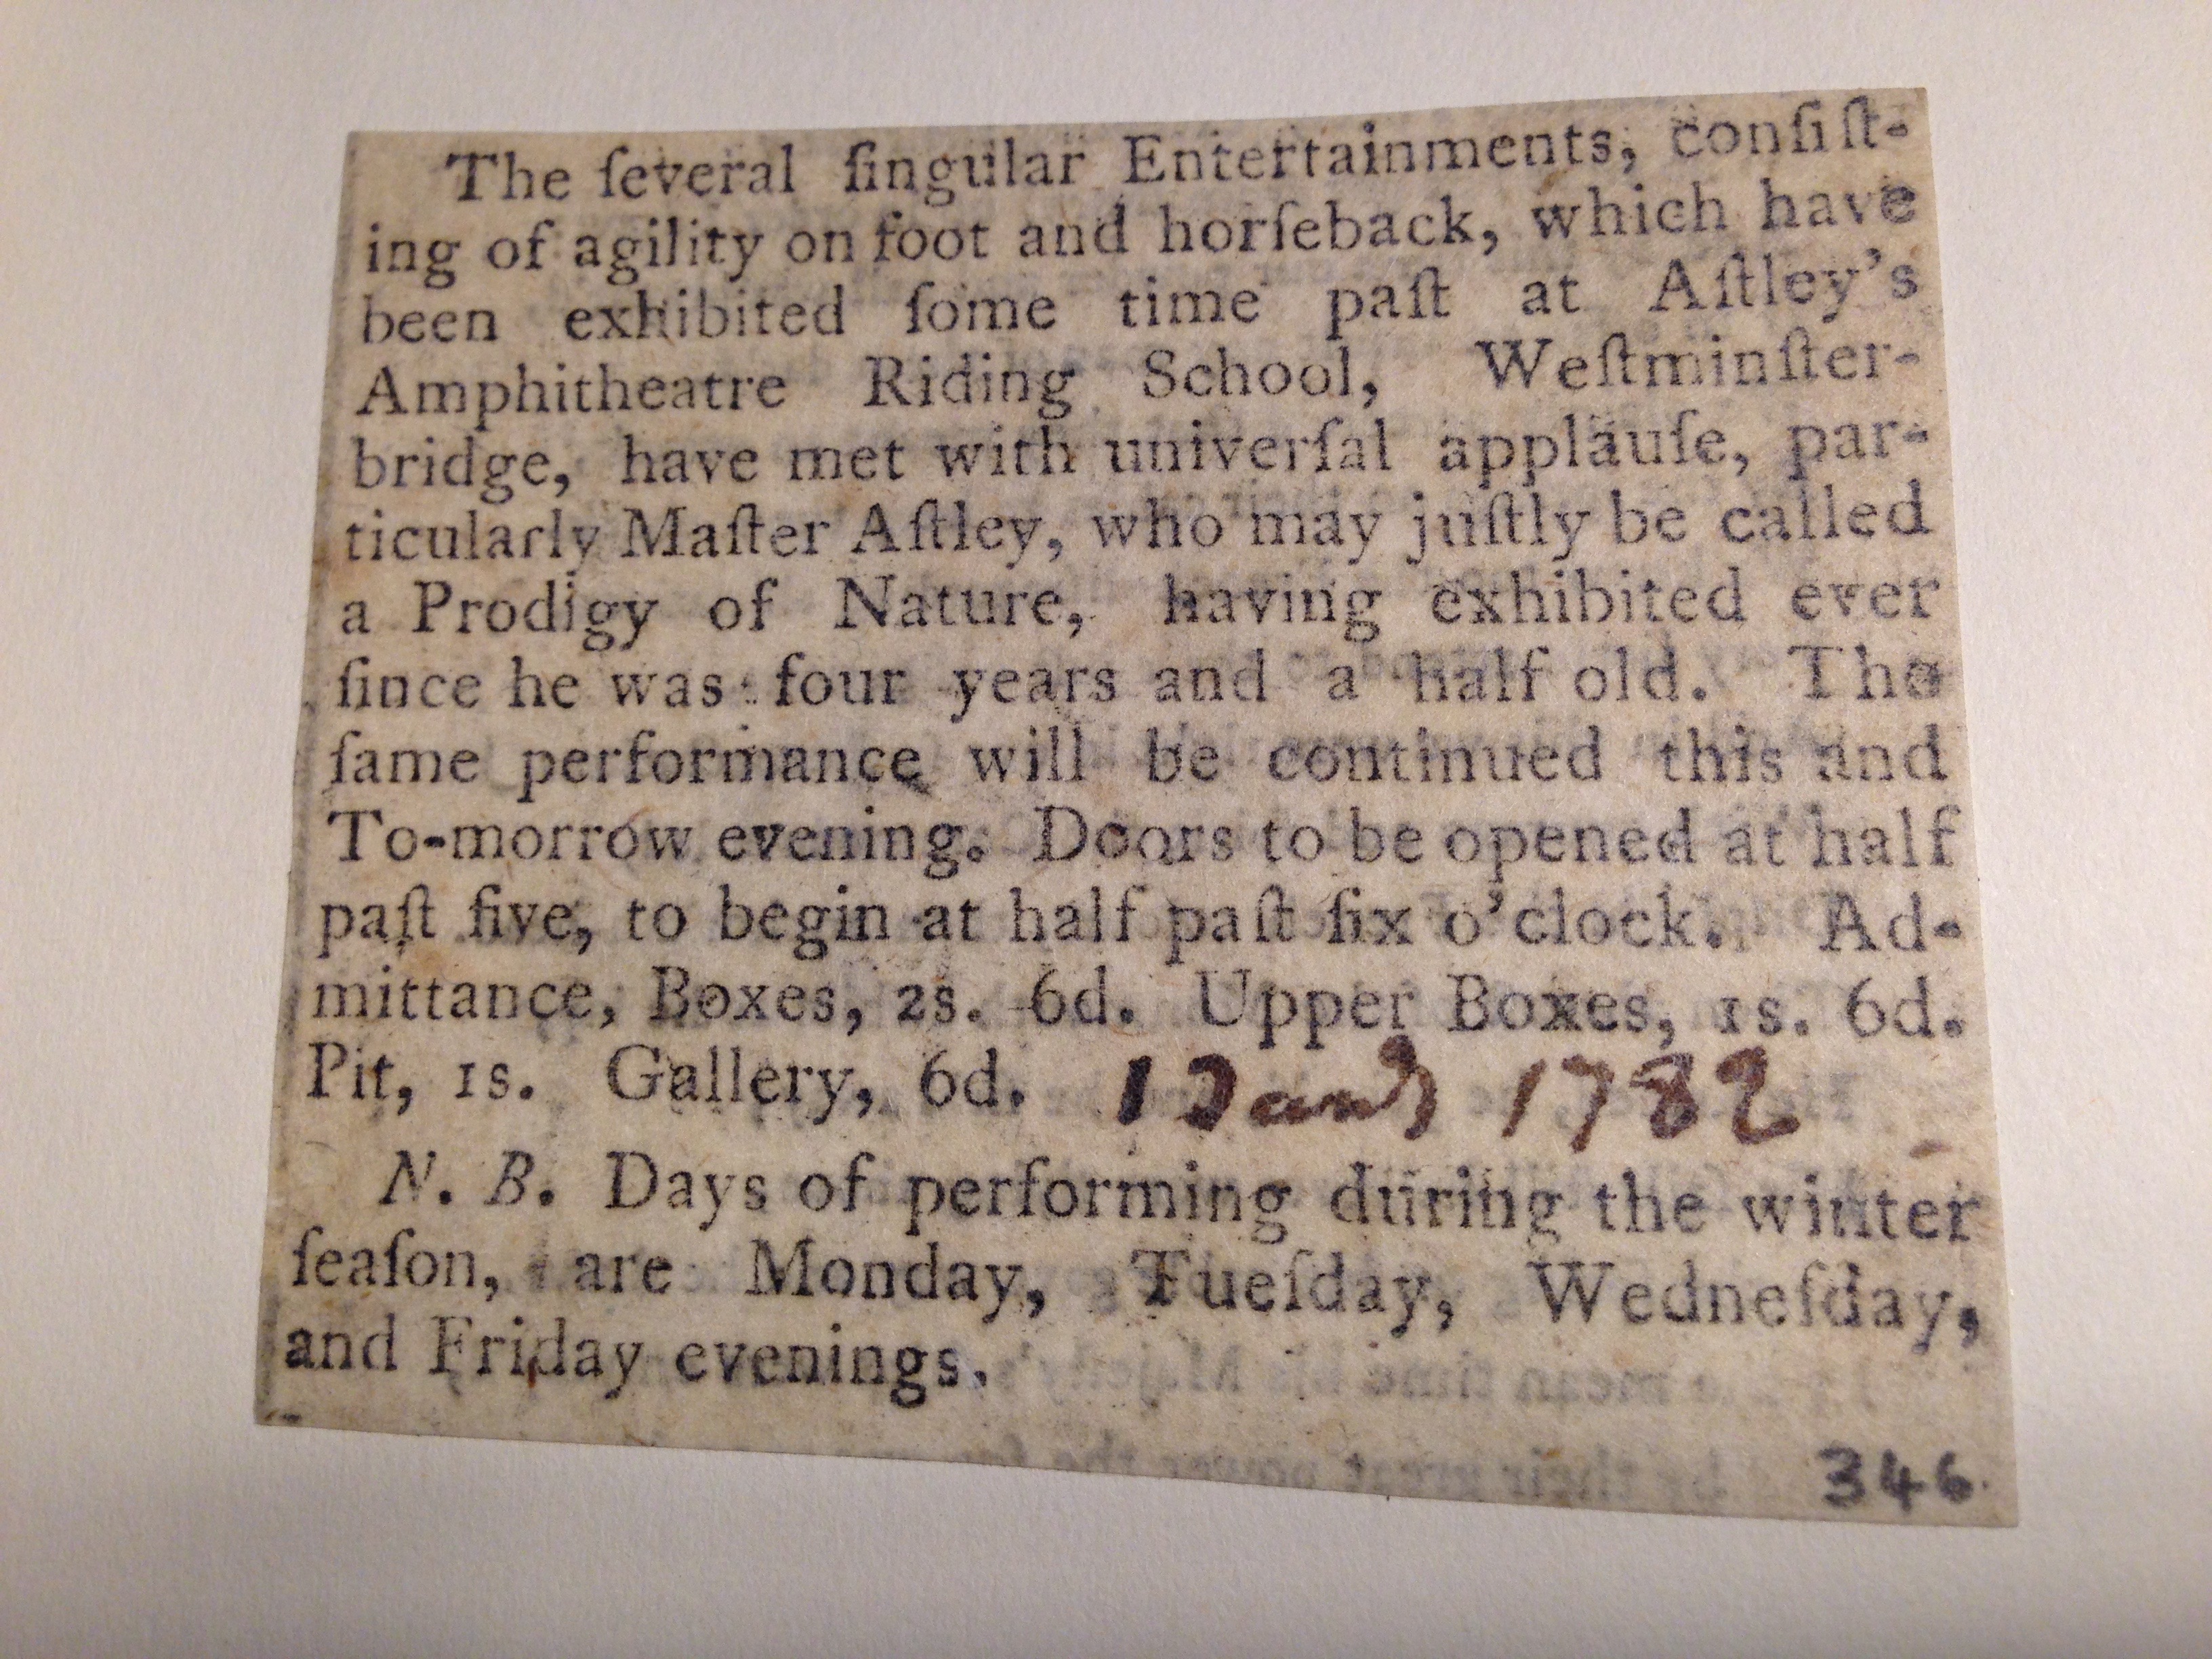 The ſeveral ſingular Entertainments, conſiſt-
ing of agility on foot and horſeback, which have
been exhibited ſome time paſt at Aſtley's
Amphitheatre Riding School, Weſtminſter-
bridge, have met with univerſal applauſe, par-
ticularly Maſter Aſtley, who may juſtly be called
a Prodigy of Nature, having exhibited ever
ſince he was four years and a half old. The
ſame performance will be continued this and
To-morrow evening. Doors to be opened at half
paſt five, to begin at half paſt ſix o'clock. Ad-
mittance, Boxes, 2s. 6d. Upper Boxes, 1s. 6d.
Pit, 1s. Gallery, 6d. 1 Jany 1782
N. B. Days of performing during the winter
ſeaſon, are Monday, Tueſday, Wedneſday,
and Friday evenings.
346